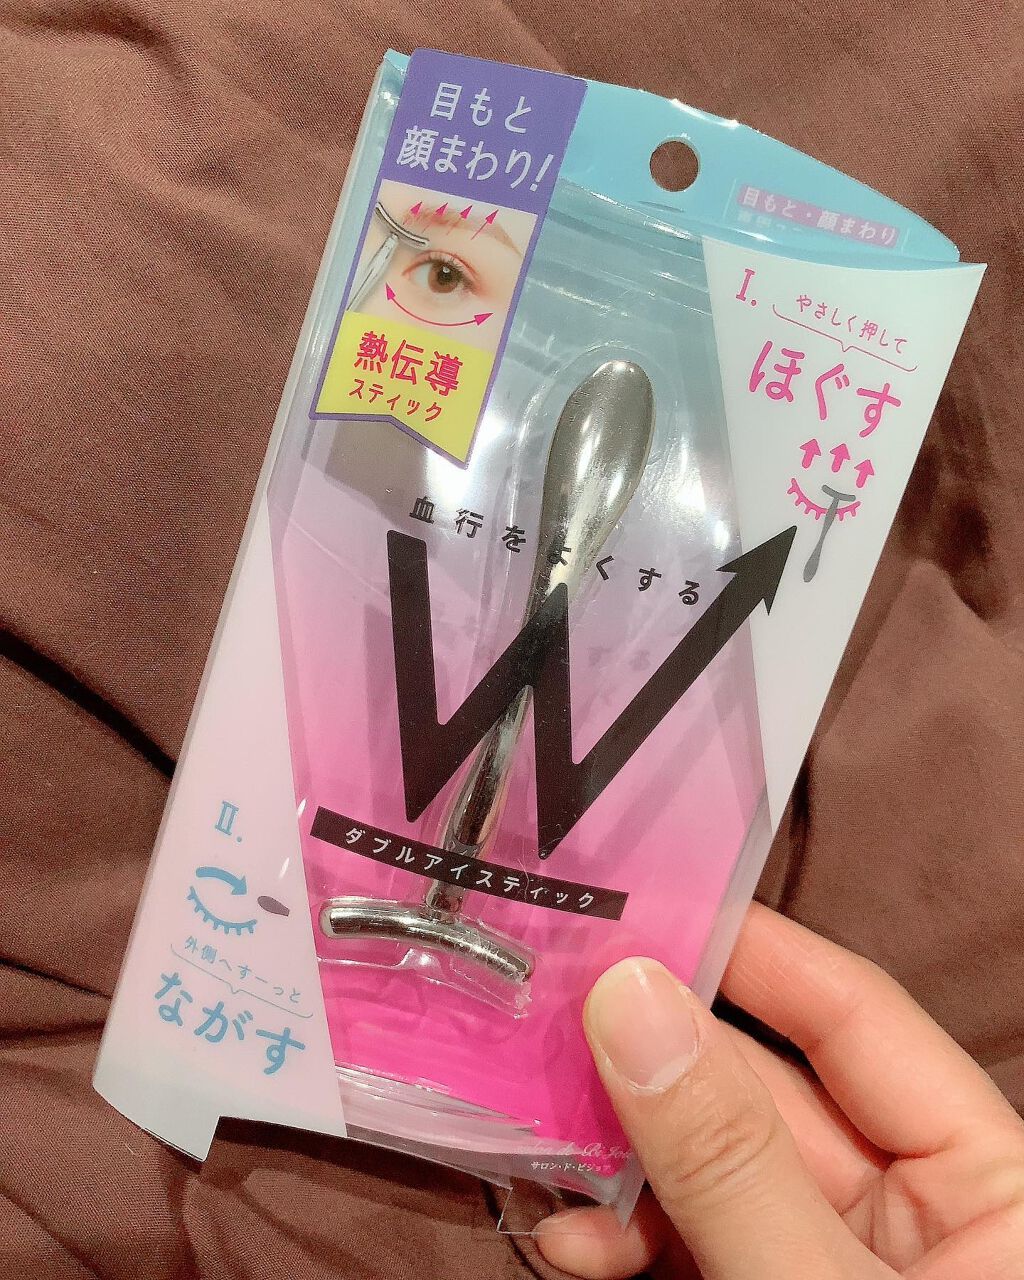 目もと
顔まわり!
熱伝導
スティック
目もと・顔まわり
I.
やさしく押して
ほぐす
血行をよくする
W
ダブルアイスティック
II.
外側へすーっと
ながす
サロン・ド・ビジョ